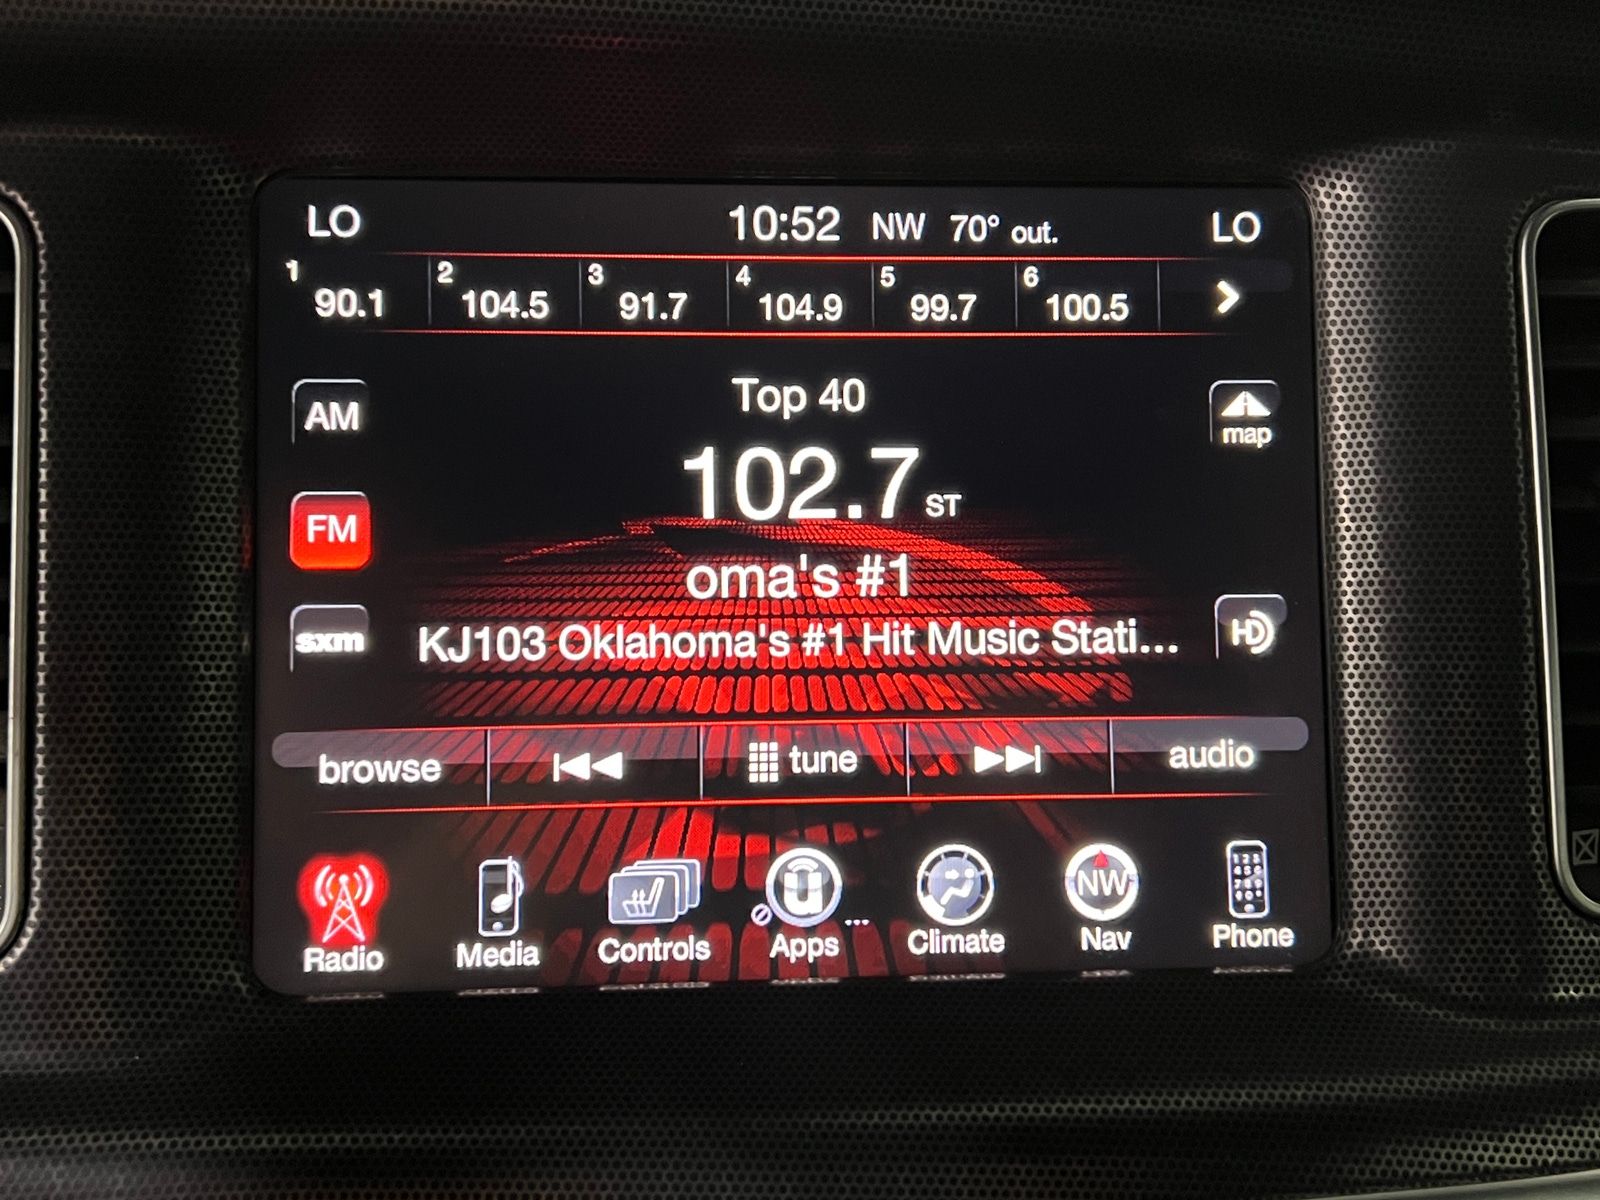 LO 10:52 NW 70° out. LO
1 90.1 2 104.5 3 91.7 4 104.9 5 99.7 6 100.5
Top 40
AM
map
102.7 ST
FM
oma's #1
sxm
KJ103 Oklahoma's #1 Hit Music Stati...
HD
browse tune audio
NW
Radio Media Controls Apps ... Climate Nav Phone